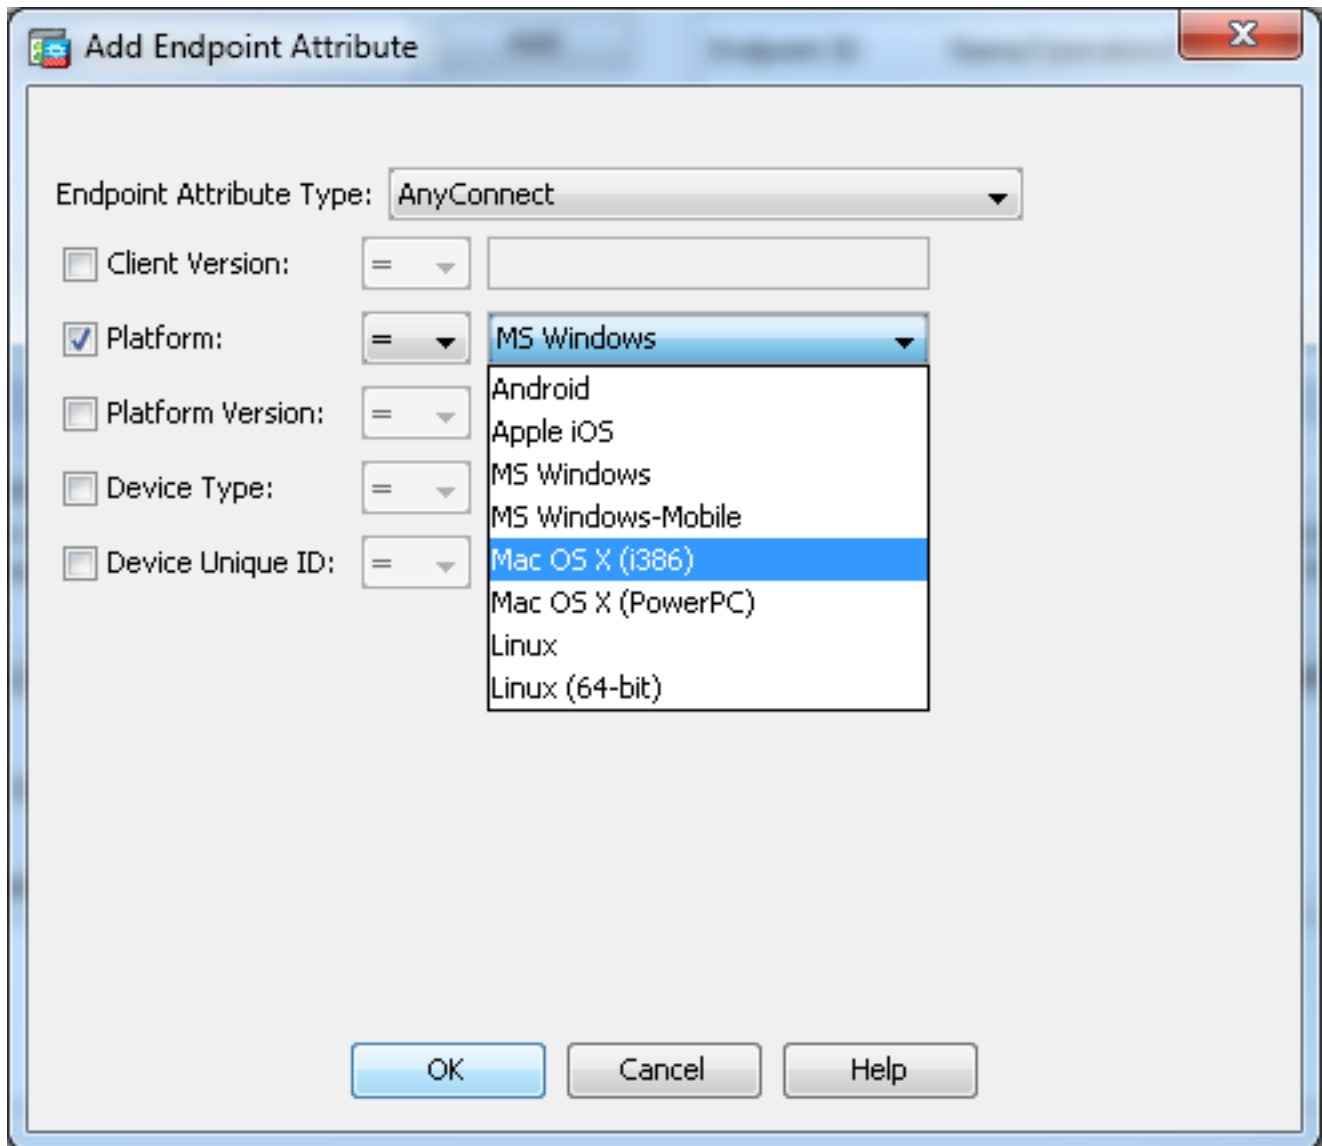 Add Endpoint Attribute
Endpoint Attribute Type: AnyConnect
Client Version: =
Platform: = MS Windows
Android
Apple iOS
Platform Version: =
MS Windows
Device Type: =
MS Windows-Mobile
Mac OS X (i386)
Device Unique ID: =
Mac OS X (PowerPC)
Linux
Linux (64-bit)
OK Cancel Help